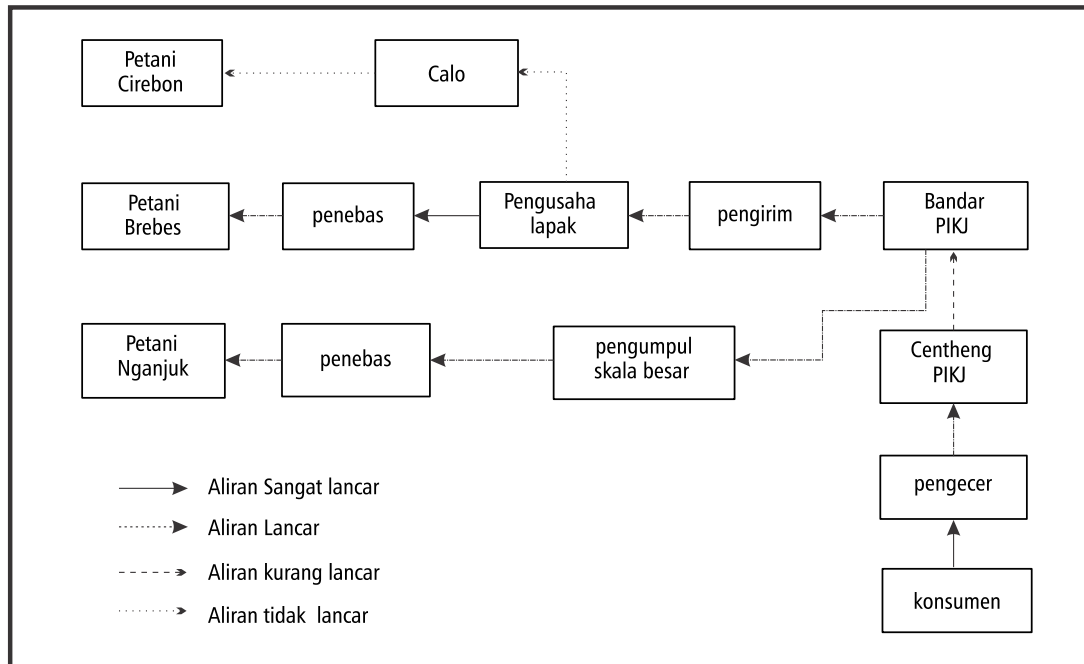 Petani
Cirebon
Calo
Petani
Brebes
penebas
Pengusaha
lapak
pengirim
Bandar
PIKJ
Petani
Nganjuk
penebas
pengumpul
skala besar
Centheng
PIKJ
pengecer
konsumen
Aliran Sangat lancar
Aliran Lancar
Aliran kurang lancar
Aliran tidak lancar